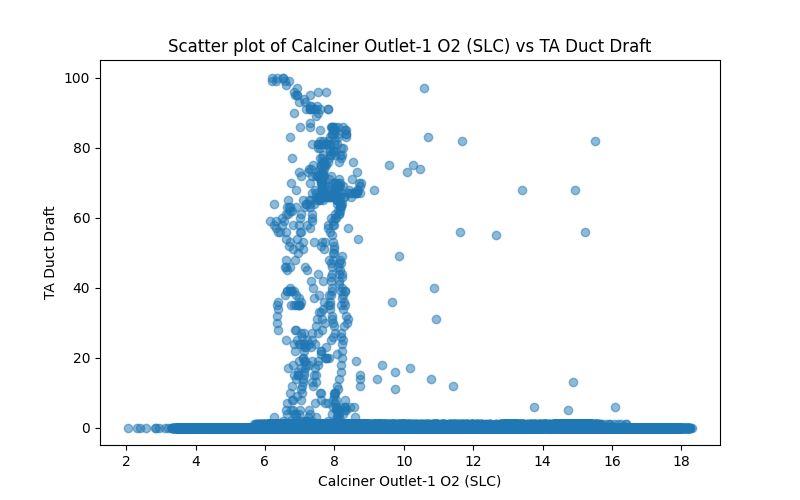 Scatter plot of Calciner Outlet-1 O2 (SLC) vs TA Duct Draft
100
80
60
40
20
0
TA Duct Draft
2 4 6 8 10 12 14 16 18
Calciner Outlet-1 O2 (SLC)